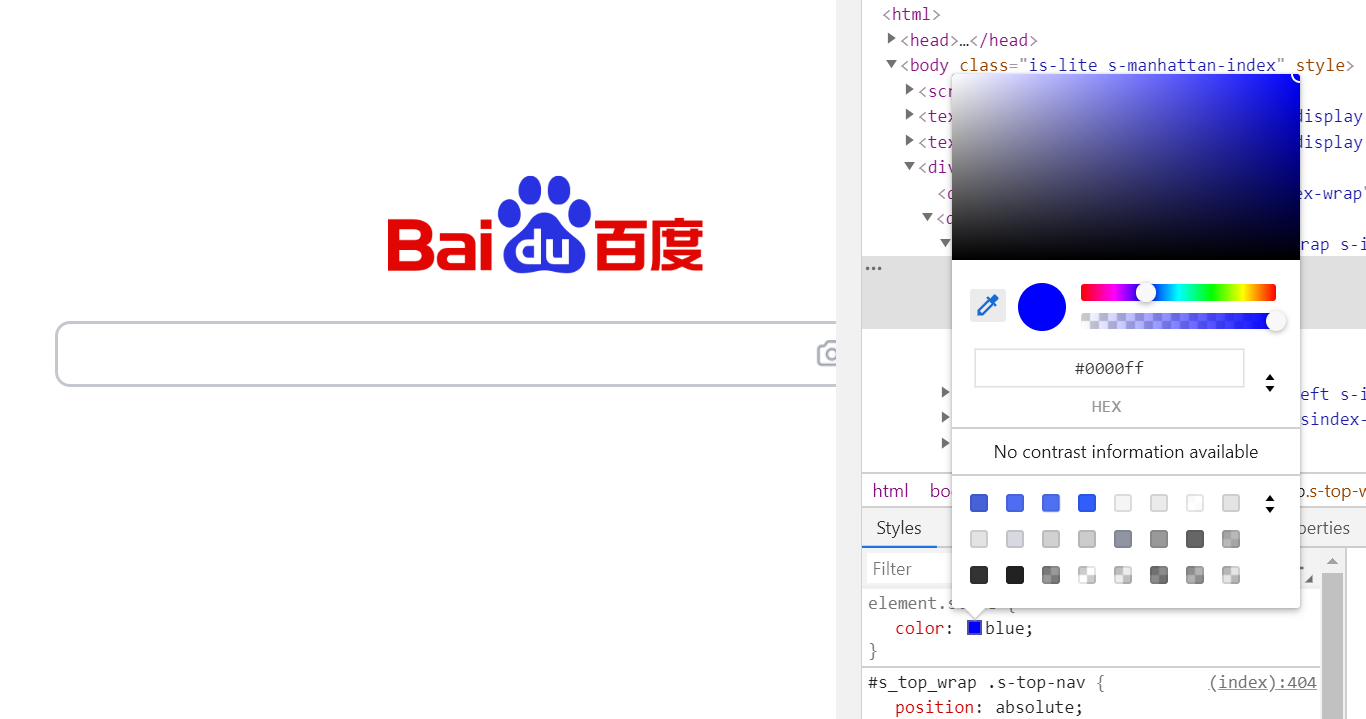 Bai du 百度
<html>
<head>…</head>
<body class="is-lite s-manhattan-index" style>
<scr
<tex display
<tex display
<div
ex-wrap"
rap s-i
...
#0000ff
HEX
eft s-i
sindex-
No contrast information available
html .s-top-w
Styles perties
Filter
element.s {
color: blue;
}
#s_top_wrap .s-top-nav { (index):404
position: absolute;